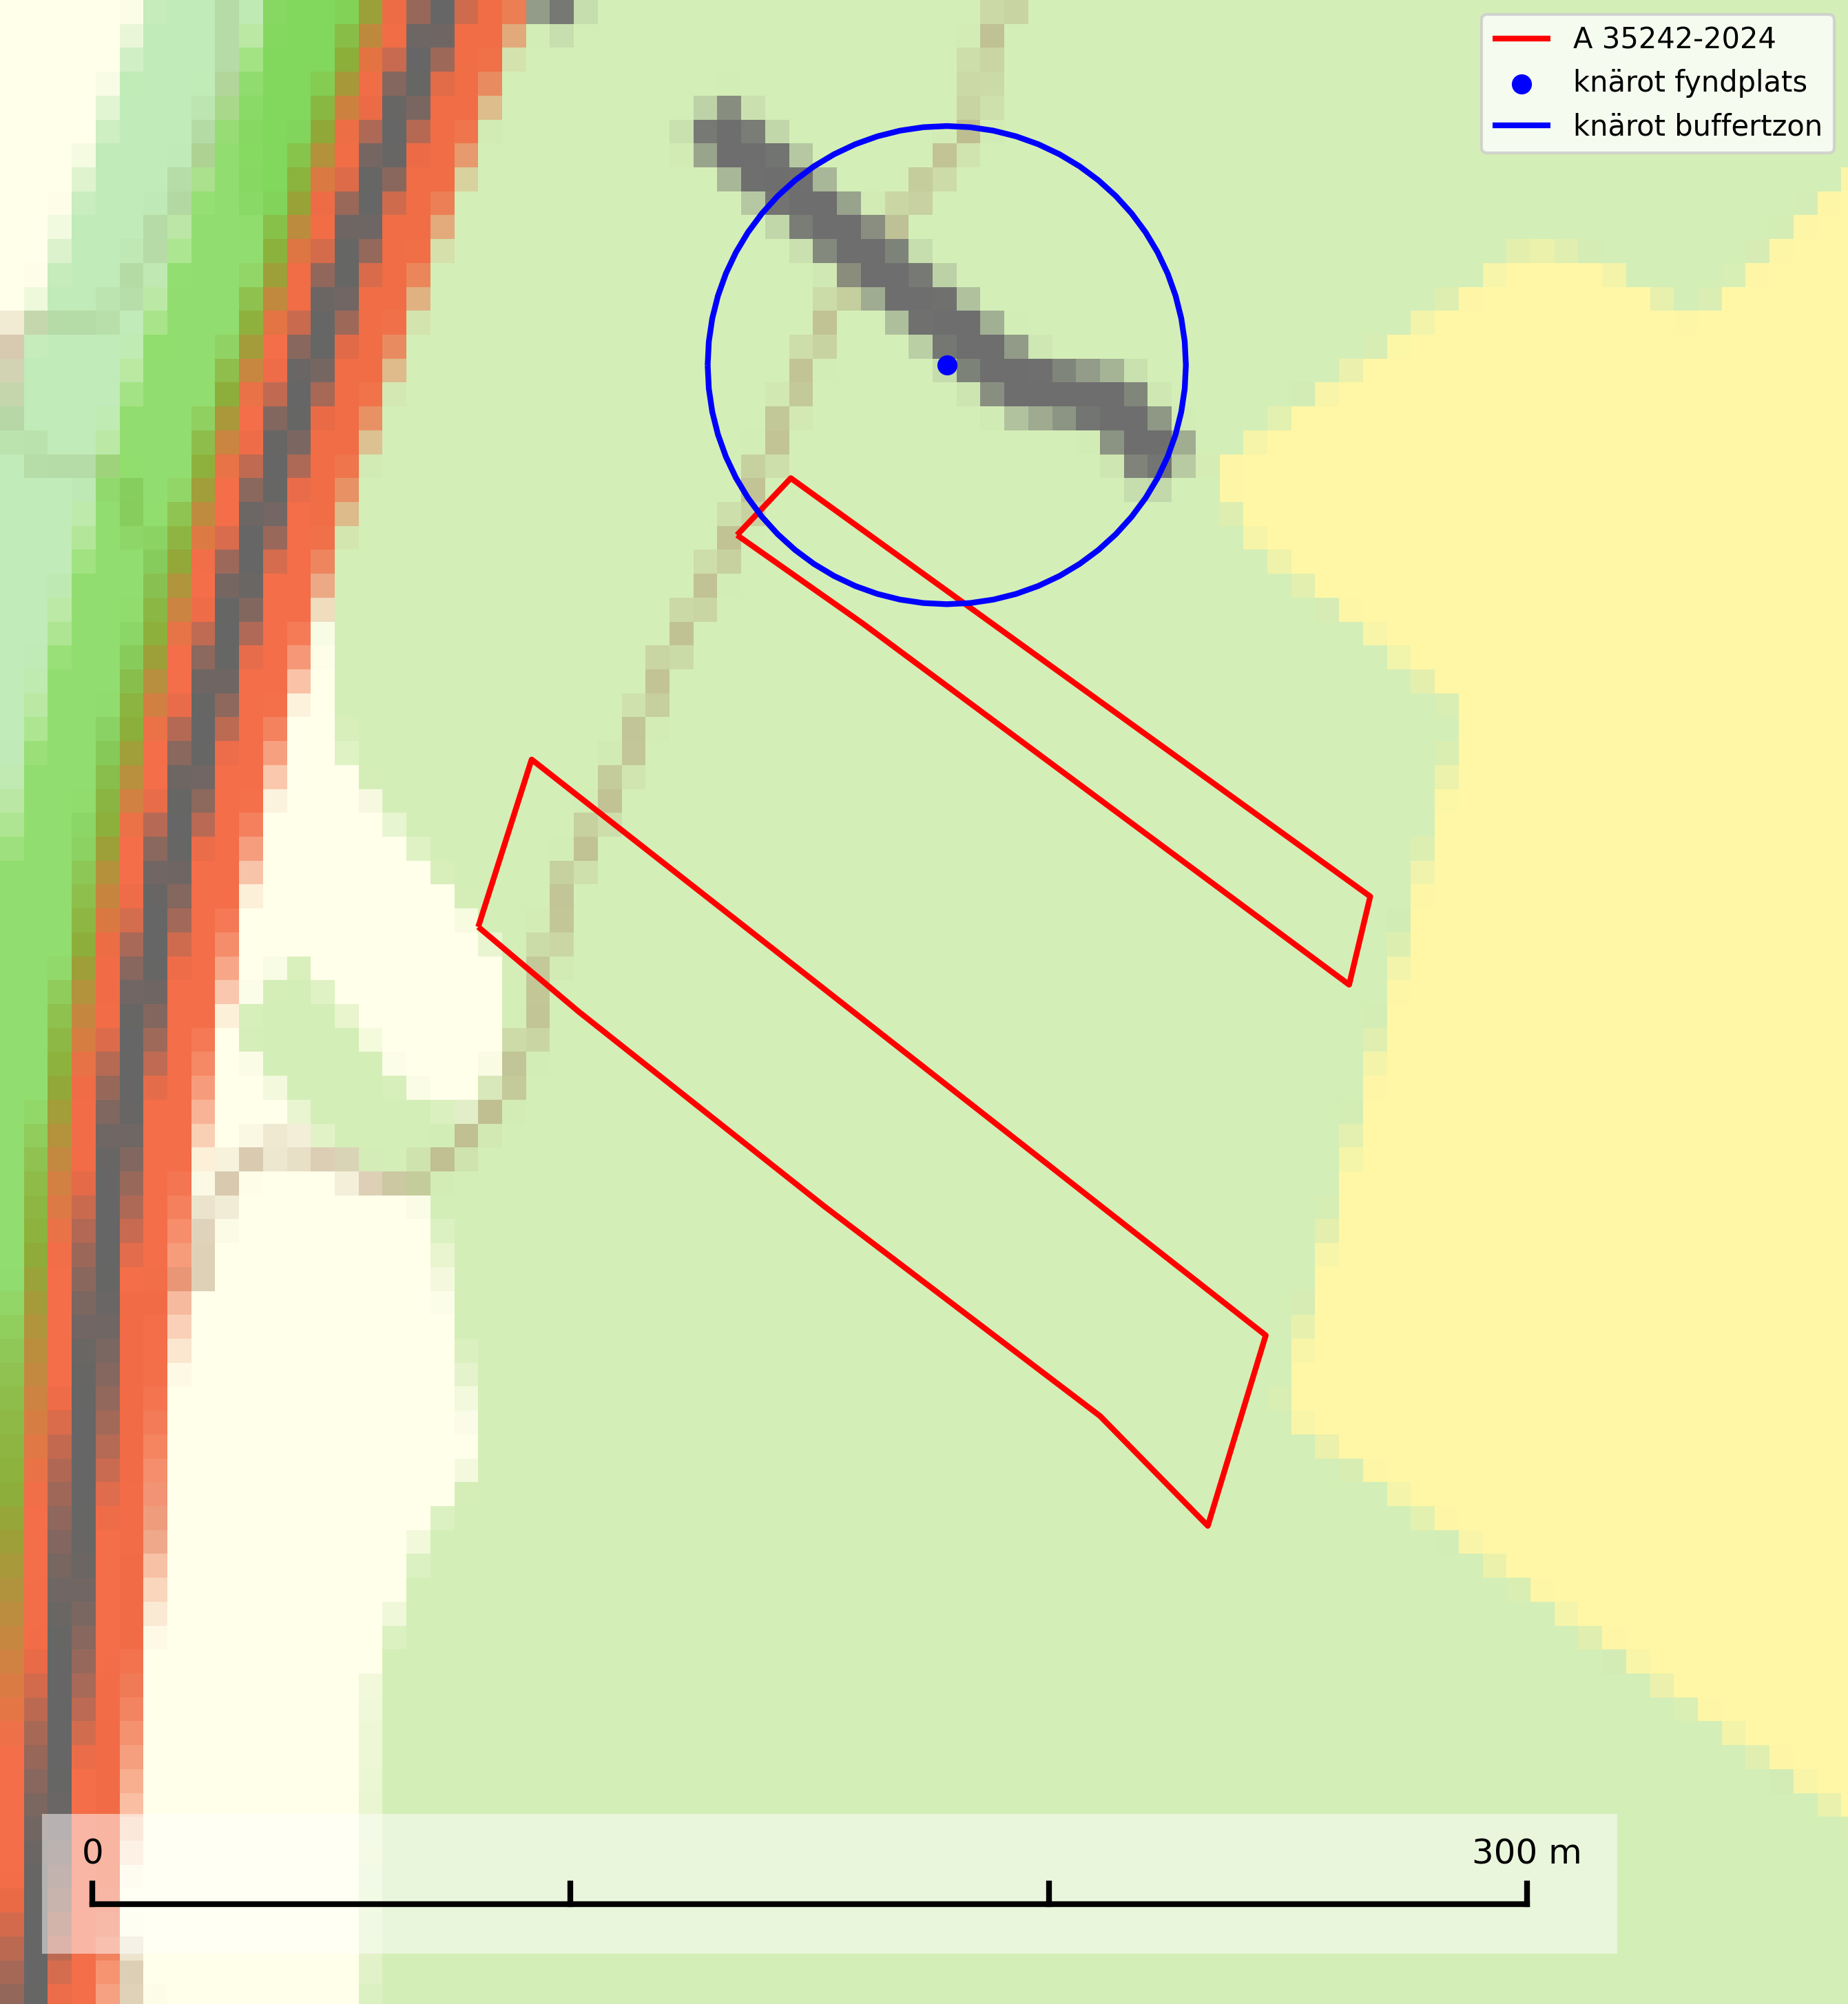 A 35242-2024
knärot fyndplats
knärot buffertzon
0
300 m